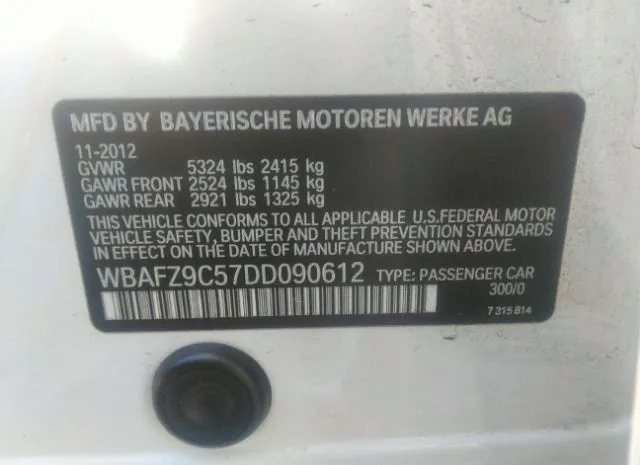 MFD BY BAYERISCHE MOTOREN WERKE AG
11-2012
GVWR 5324 lbs 2415 kg
GAWR FRONT 2524 lbs 1145 kg
GAWR REAR 2921 lbs 1325 kg
THIS VEHICLE CONFORMS TO ALL APPLICABLE U.S.FEDERAL MOTOR
VEHICLE SAFETY, BUMPER AND THEFT PREVENTION STANDARDS
IN EFFECT ON THE DATE OF MANUFACTURE SHOWN ABOVE.
WBAFZ9C57DD090612 TYPE: PASSENGER CAR
300/0
7 315 814